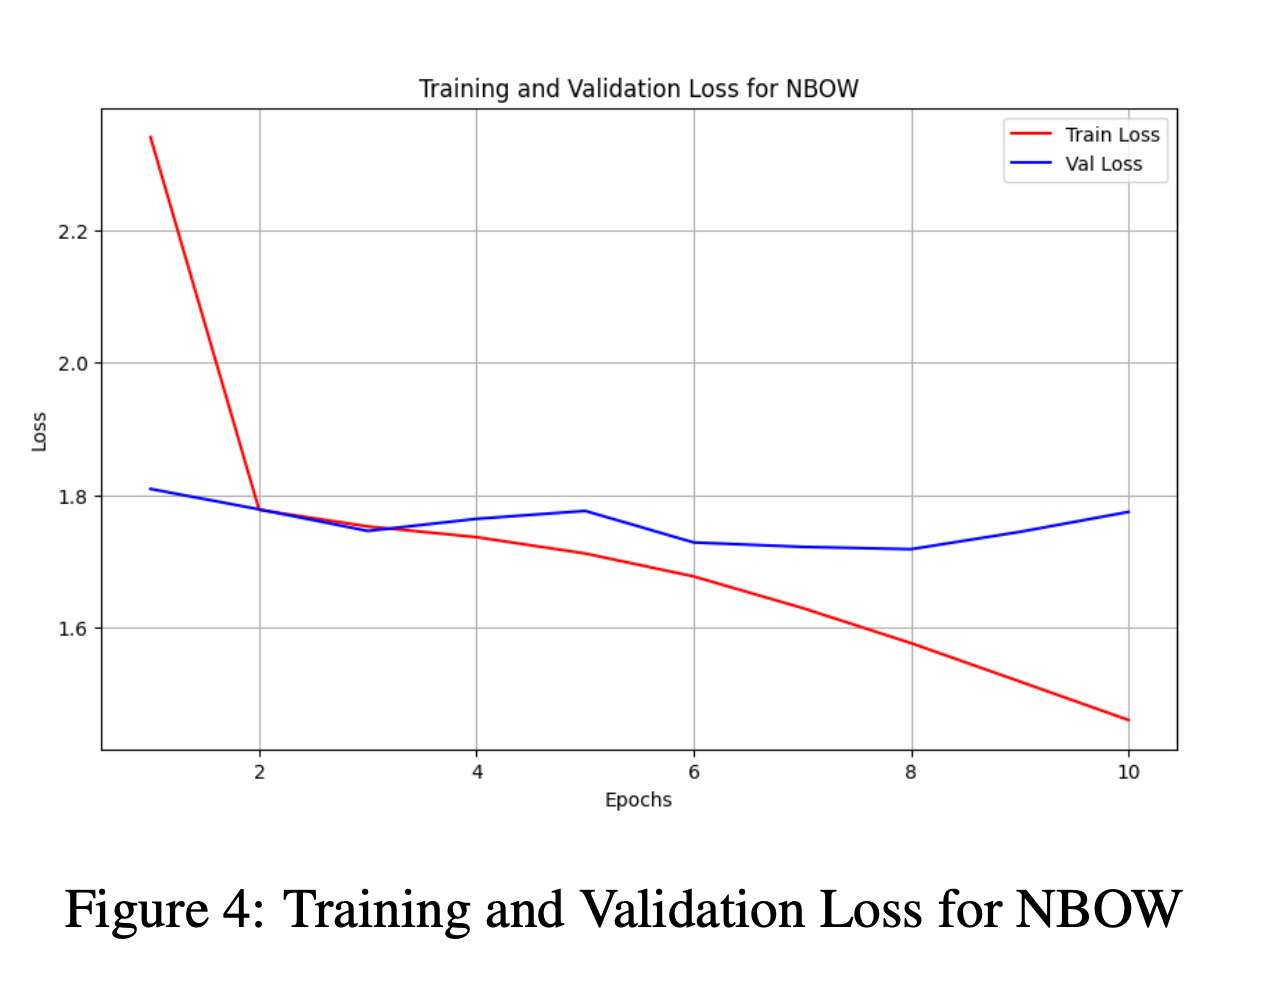 Training and Validation Loss for NBOW
Train Loss
Val Loss
2.2
2.0
1.8
1.6
Loss
2 4 6 8 10
Epochs
Figure 4: Training and Validation Loss for NBOW